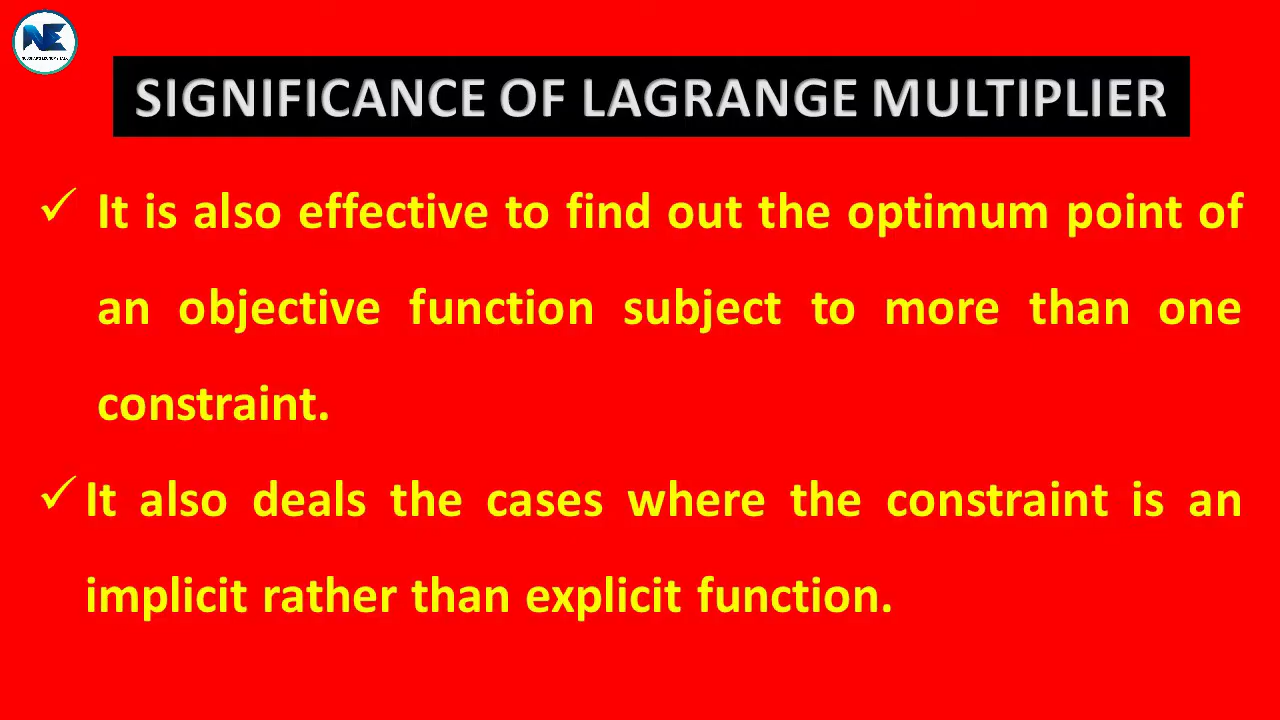 NE
SIGNIFICANCE OF LAGRANGE MULTIPLIER
✓ It is also effective to find out the optimum point of
an objective function subject to more than one
constraint.
✓ It also deals the cases where the constraint is an
implicit rather than explicit function.